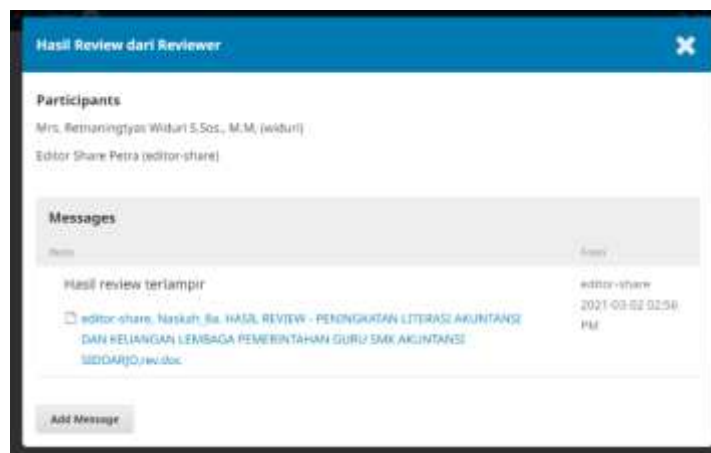 Hasil Review dari Reviewer
Participants
Mrs. Retnaningtyas Widuri S.Sos., M.M. (widuri)
Editor Share Petra (editor-share)
Messages
Note
From
Hasil review terlampir
editor-share
2021-03-02 02:56
PM
editor-share, Naskah_8a. HASIL REVIEW - PENINGKATAN LITERASI AKUNTANSI
DAN KEUANGAN LEMBAGA PEMERINTAHAN GURU SMK AKUNTANSI
SIDOARJO,rev.doc
Add Message